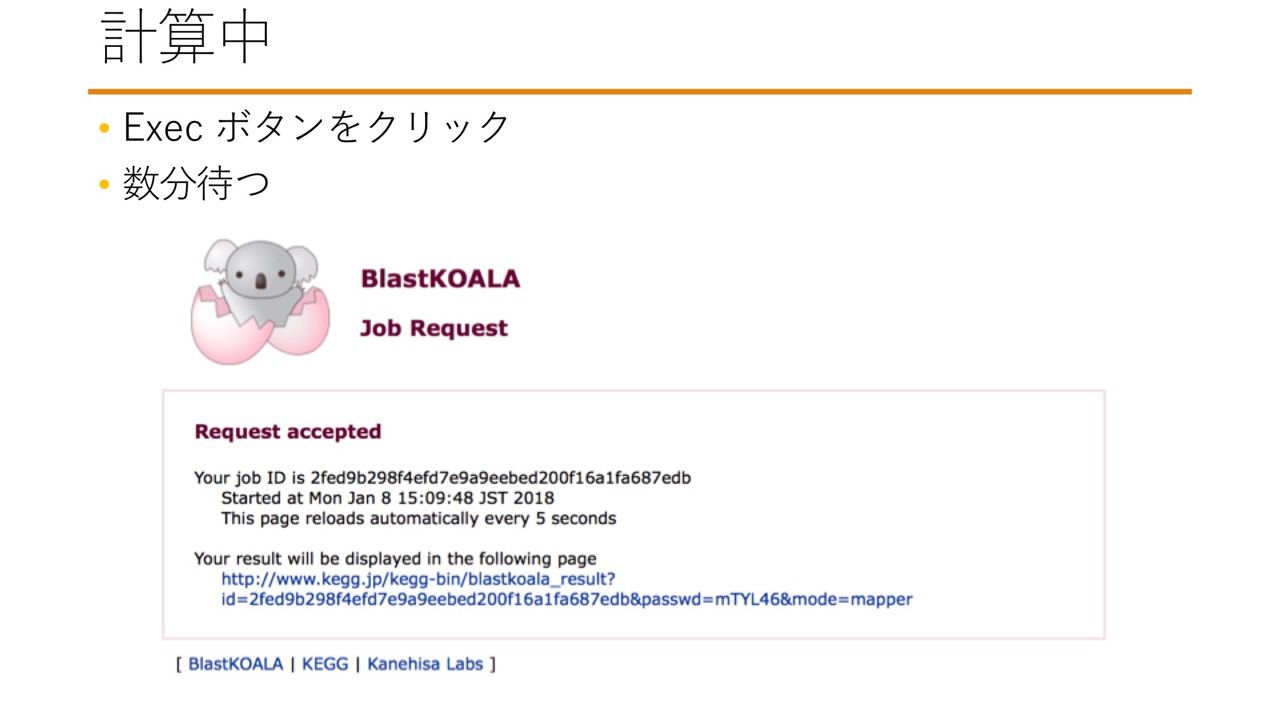 計算中
• Exec ボタンをクリック
• 数分待つ
BlastKOALA
Job Request
Request accepted
Your job ID is 2fed9b298f4efd7e9a9eebed200f16a1fa687edb
Started at Mon Jan 8 15:09:48 JST 2018
This page reloads automatically every 5 seconds
Your result will be displayed in the following page
http://www.kegg.jp/kegg-bin/blastkoala_result?
id=2fed9b298f4efd7e9a9eebed200f16a1fa687edb&passwd=mTYL46&mode=mapper
[ BlastKOALA | KEGG | Kanehisa Labs ]